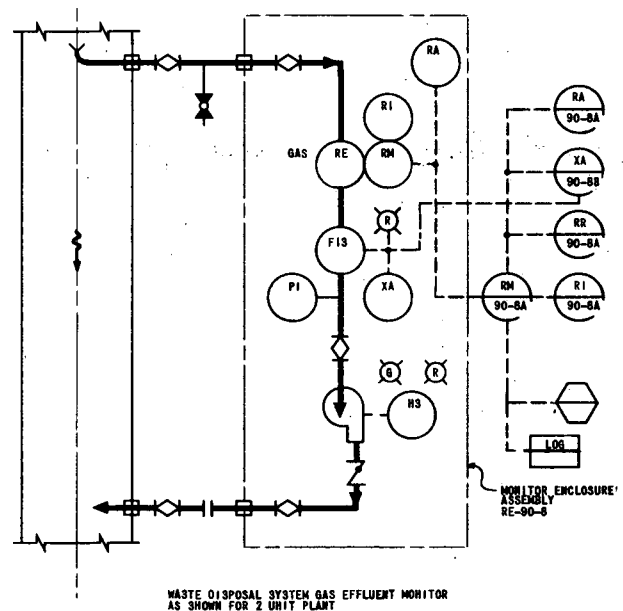 RA
RI
GAS
RE
RM
R
FI3
PI
XA
G
R
H3
RA
90-8A
XA
90-8B
RR
90-8A
RM
90-8A
RI
90-8A
LOG
MONITOR ENCLOSURE
ASSEMBLY
RE-90-8
WASTE DISPOSAL SYSTEM GAS EFFLUENT MONITOR
AS SHOWN FOR 2 UNIT PLANT